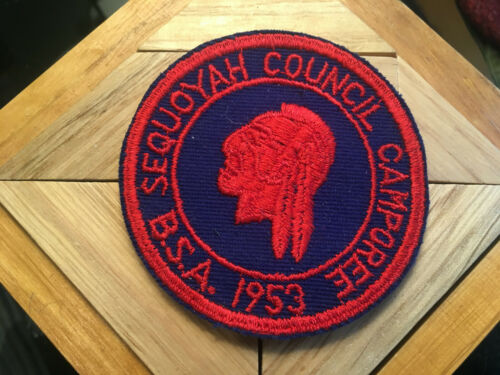 SEQUOYAH COUNCIL CAMPOREE
B.S.A. 1953